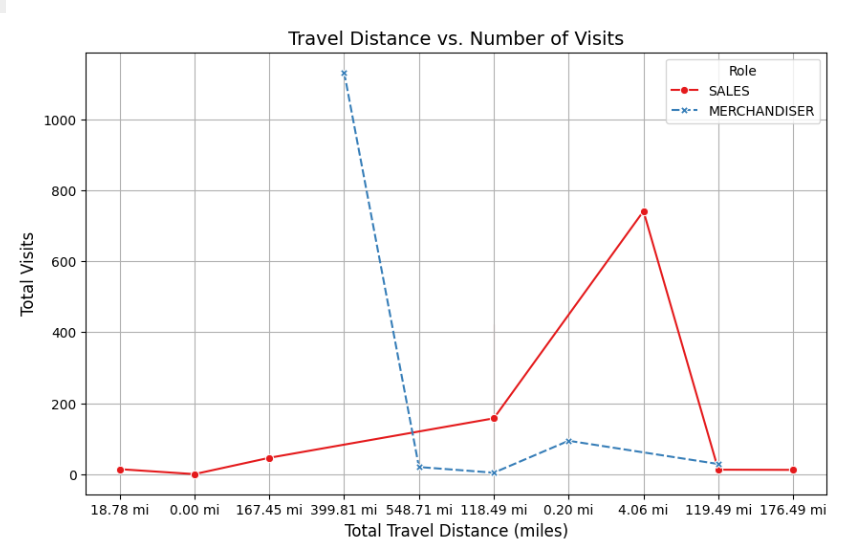 Travel Distance vs. Number of Visits
Role
SALES
MERCHANDISER
Total Visits
1000
800
600
400
200
0
18.78 mi 0.00 mi 167.45 mi 399.81 mi 548.71 mi 118.49 mi 0.20 mi 4.06 mi 119.49 mi 176.49 mi
Total Travel Distance (miles)